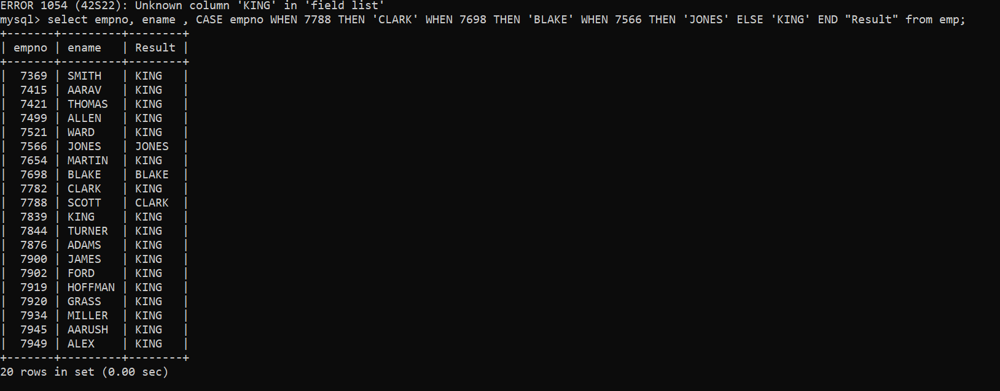 ERROR 1054 (42S22): Unknown column 'KING' in 'field list'
mysql> select empno, ename , CASE empno WHEN 7788 THEN 'CLARK' WHEN 7698 THEN 'BLAKE' WHEN 7566 THEN 'JONES' ELSE 'KING' END "Result" from emp;
+-------+---------+--------+
| empno | ename   | Result |
+-------+---------+--------+
|  7369 | SMITH   | KING   |
|  7415 | AARAV   | KING   |
|  7421 | THOMAS  | KING   |
|  7499 | ALLEN   | KING   |
|  7521 | WARD    | KING   |
|  7566 | JONES   | JONES  |
|  7654 | MARTIN  | KING   |
|  7698 | BLAKE   | BLAKE  |
|  7782 | CLARK   | KING   |
|  7788 | SCOTT   | CLARK  |
|  7839 | KING    | KING   |
|  7844 | TURNER  | KING   |
|  7876 | ADAMS   | KING   |
|  7900 | JAMES   | KING   |
|  7902 | FORD    | KING   |
|  7919 | HOFFMAN | KING   |
|  7920 | GRASS   | KING   |
|  7934 | MILLER  | KING   |
|  7945 | AARUSH  | KING   |
|  7949 | ALEX    | KING   |
+-------+---------+--------+
20 rows in set (0.00 sec)